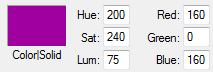 Hue: 200 Red: 160
Sat: 240 Green: 0
Color|Solid Lum: 75 Blue: 160